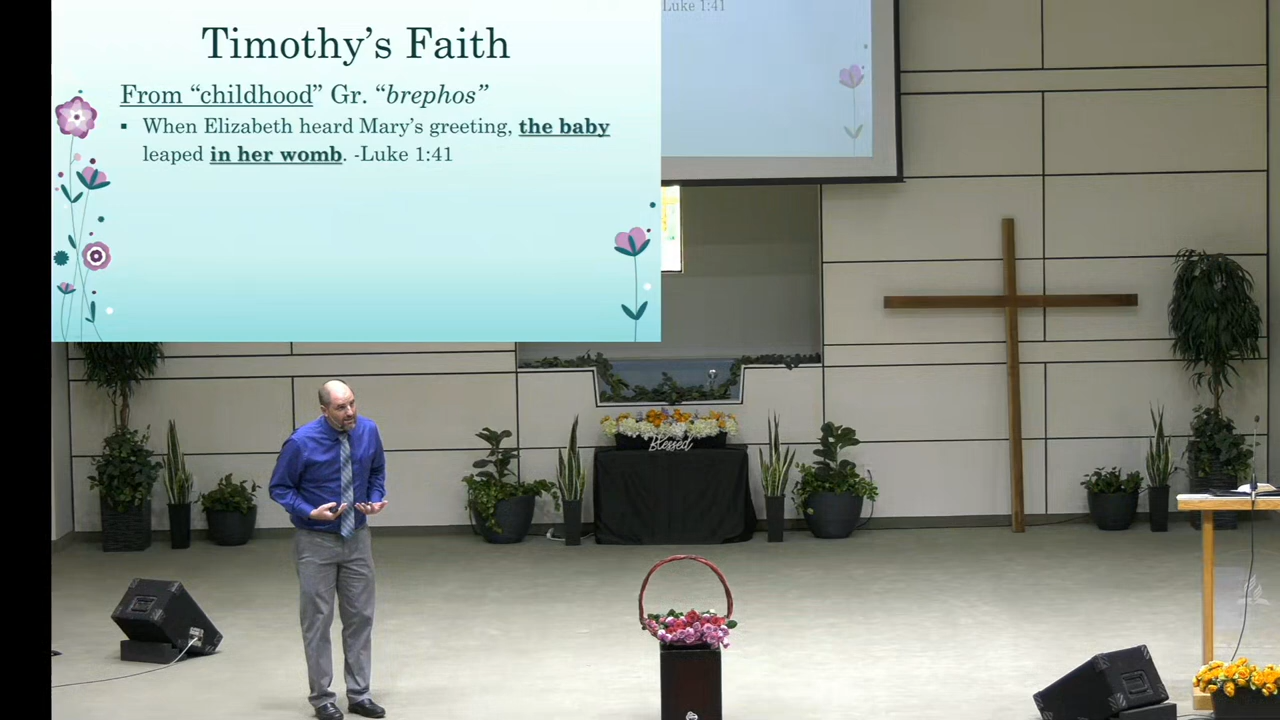 Timothy’s Faith
From “childhood” Gr. “brephos”
▪ When Elizabeth heard Mary’s greeting, the baby
leaped in her womb. -Luke 1:41
Luke 1:41
Blessed